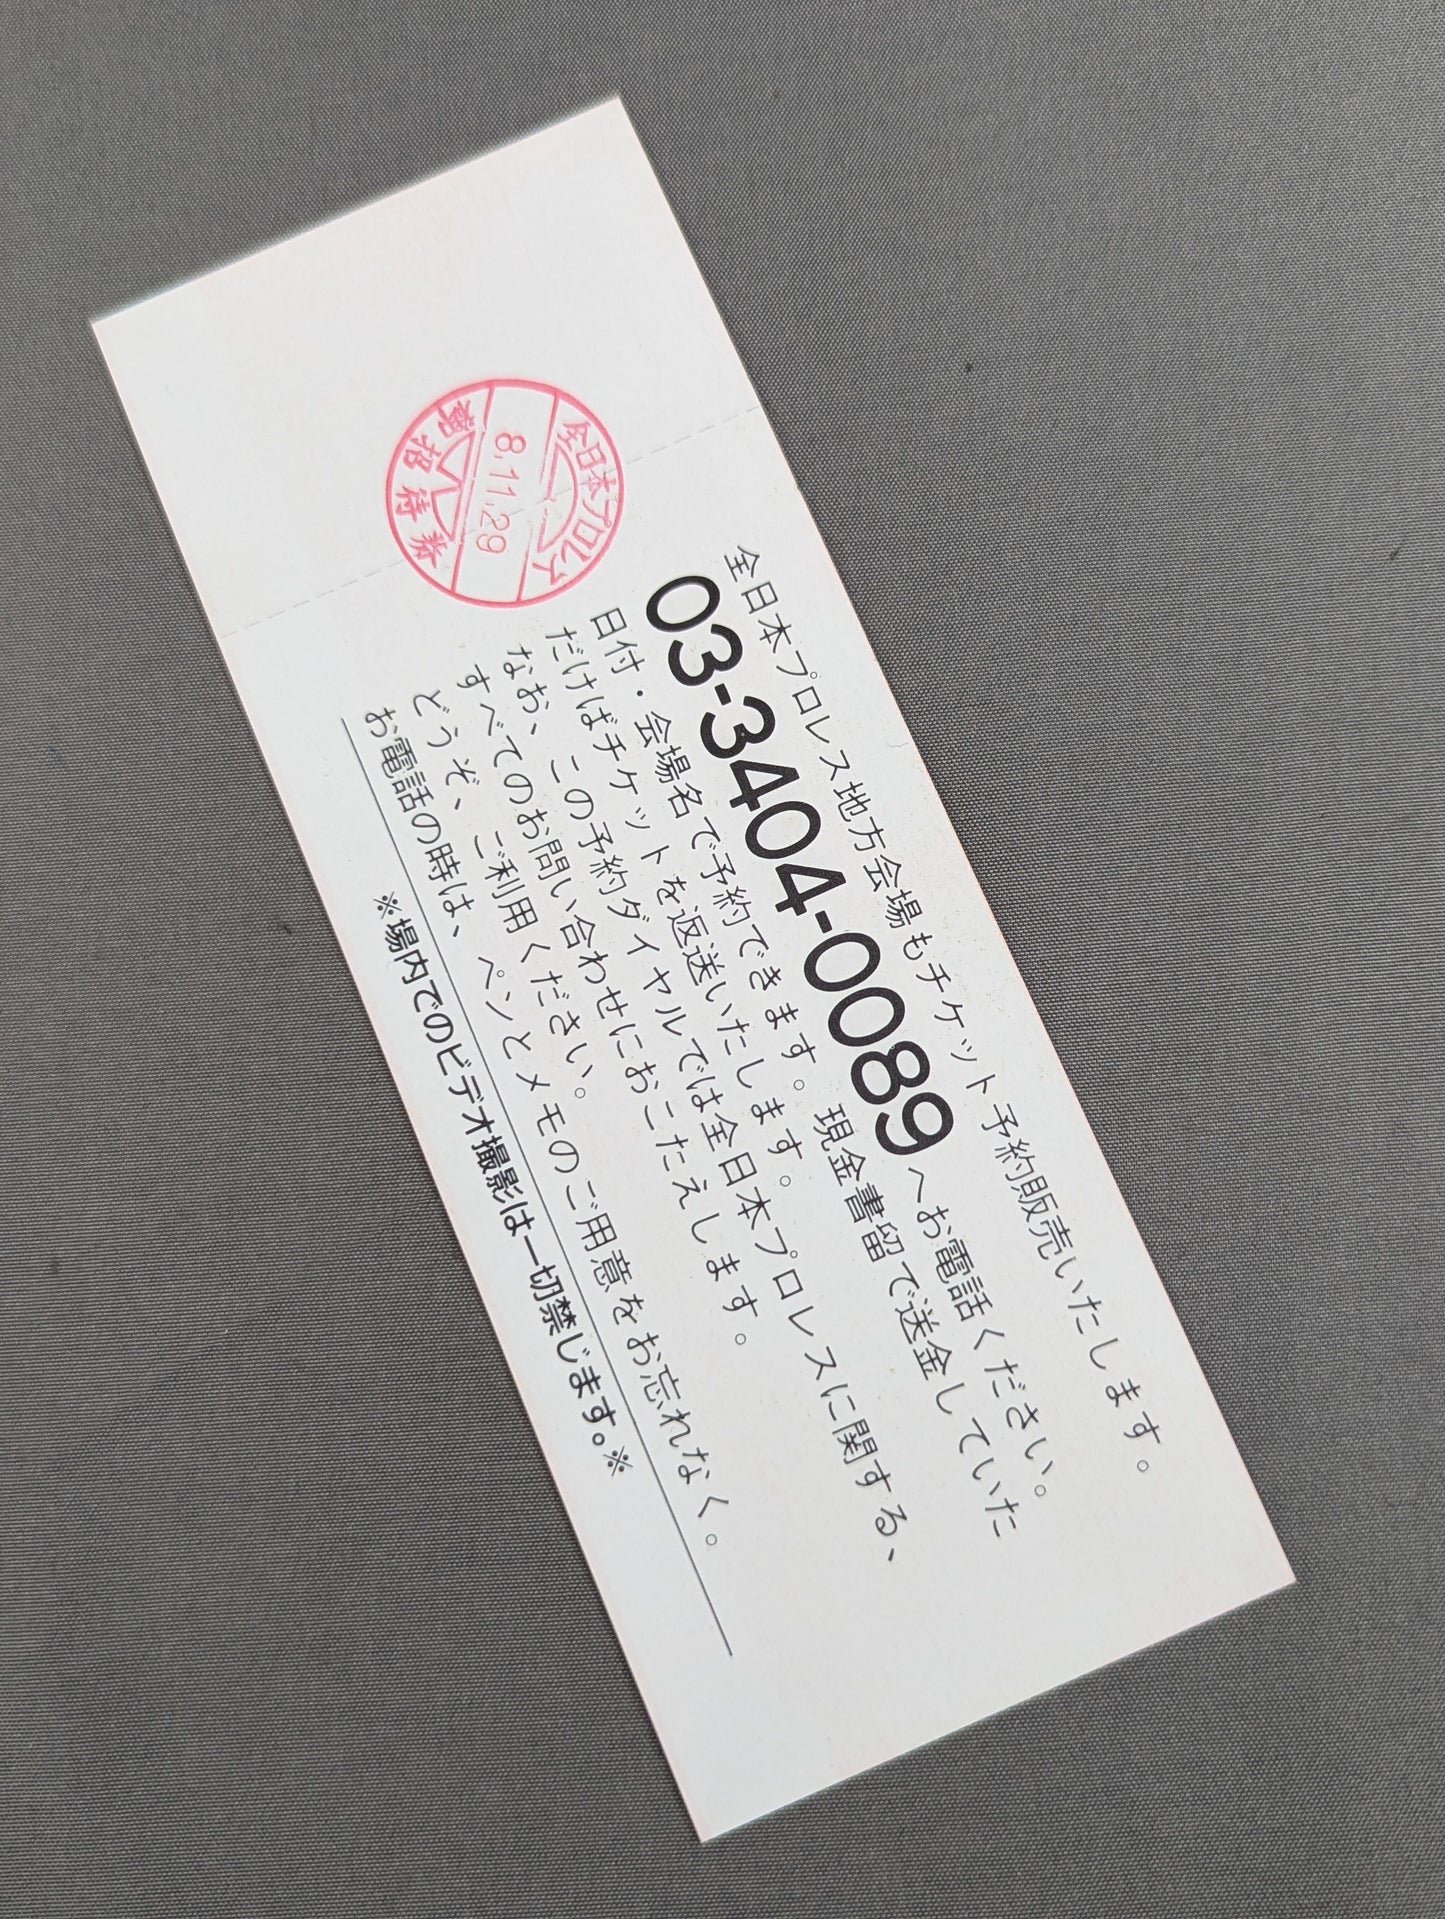 全日本プロレス
8.11.29
招待券
全日本プロレス地方会場もチケット予約販売いたします。
03-3404-0089へお電話ください。
日付・会場名で予約できます。現金書留で送金していた
だけばチケットを返送いたします。
なお、この予約ダイヤルでは全日本プロレスに関する、
すべてのお問い合わせにおこたえします。
どうぞ、ご利用ください。
お電話の時は、ペンとメモのご用意をお忘れなく。
※場内でのビデオ撮影は一切禁じます。※